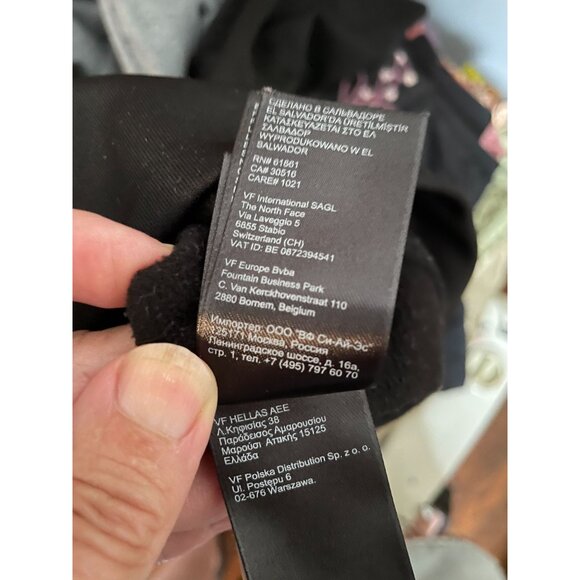 СДЕЛАНО В САЛЬВАДОРЕ
EL SALVADOR'DA ÜRETİLMİŞTİR
ΚΑΤΑΣΚΕΥΑΖΕΤΑΙ ΣΤΟ ΕΛ
ΣΑΛΒΑΔΟΡ
WYPRODUKOWANO W EL
SALWADOR
RN# 61661
CA# 30516
CARE# 1021
VF International SAGL
The North Face
Via Laveggio 5
6855 Stabio
Switzerland (CH)
VAT ID: BE 0872394541
VF Europe Bvba
Fountain Business Park
C. Van Kerckhovenstraat 110
2880 Bornem, Belgium
Импортер: ООО "ВФ Си-Ай-Эс"
125171 Москва, Россия
Ленинградское шоссе, д. 16а,
стр. 1, тел. +7 (495) 797 60 70
VF HELLAS AEE
Λ.Κηφισίας 38
Παράδεισος Αμαρουσίου
Μαρούσι Αττικής 15125
Ελλάδα
VF Polska Distribution Sp. z o. o.
Ul. Postępu 6
02-676 Warszawa.